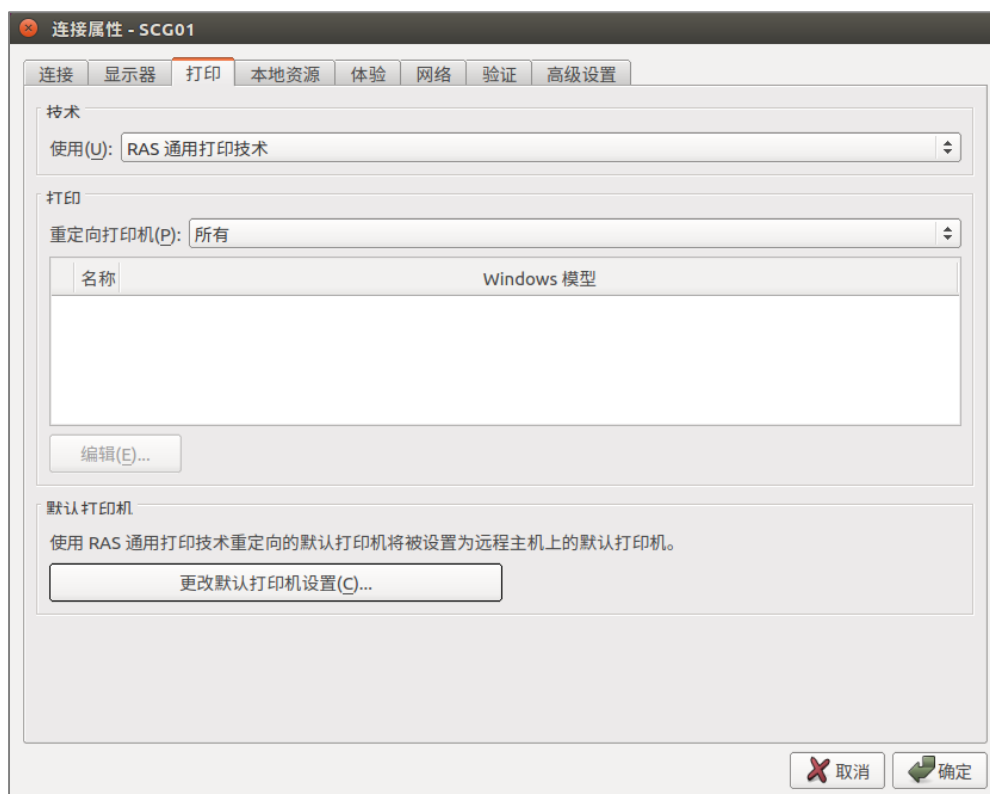 连接属性 - SCG01
连接 显示器 打印 本地资源 体验 网络 验证 高级设置
技术
使用(U): RAS 通用打印技术
打印
重定向打印机(P): 所有
名称 Windows 模型
编辑(E)...
默认打印机
使用 RAS 通用打印技术重定向的默认打印机将被设置为远程主机上的默认打印机。
更改默认打印机设置(C)...
取消 确定